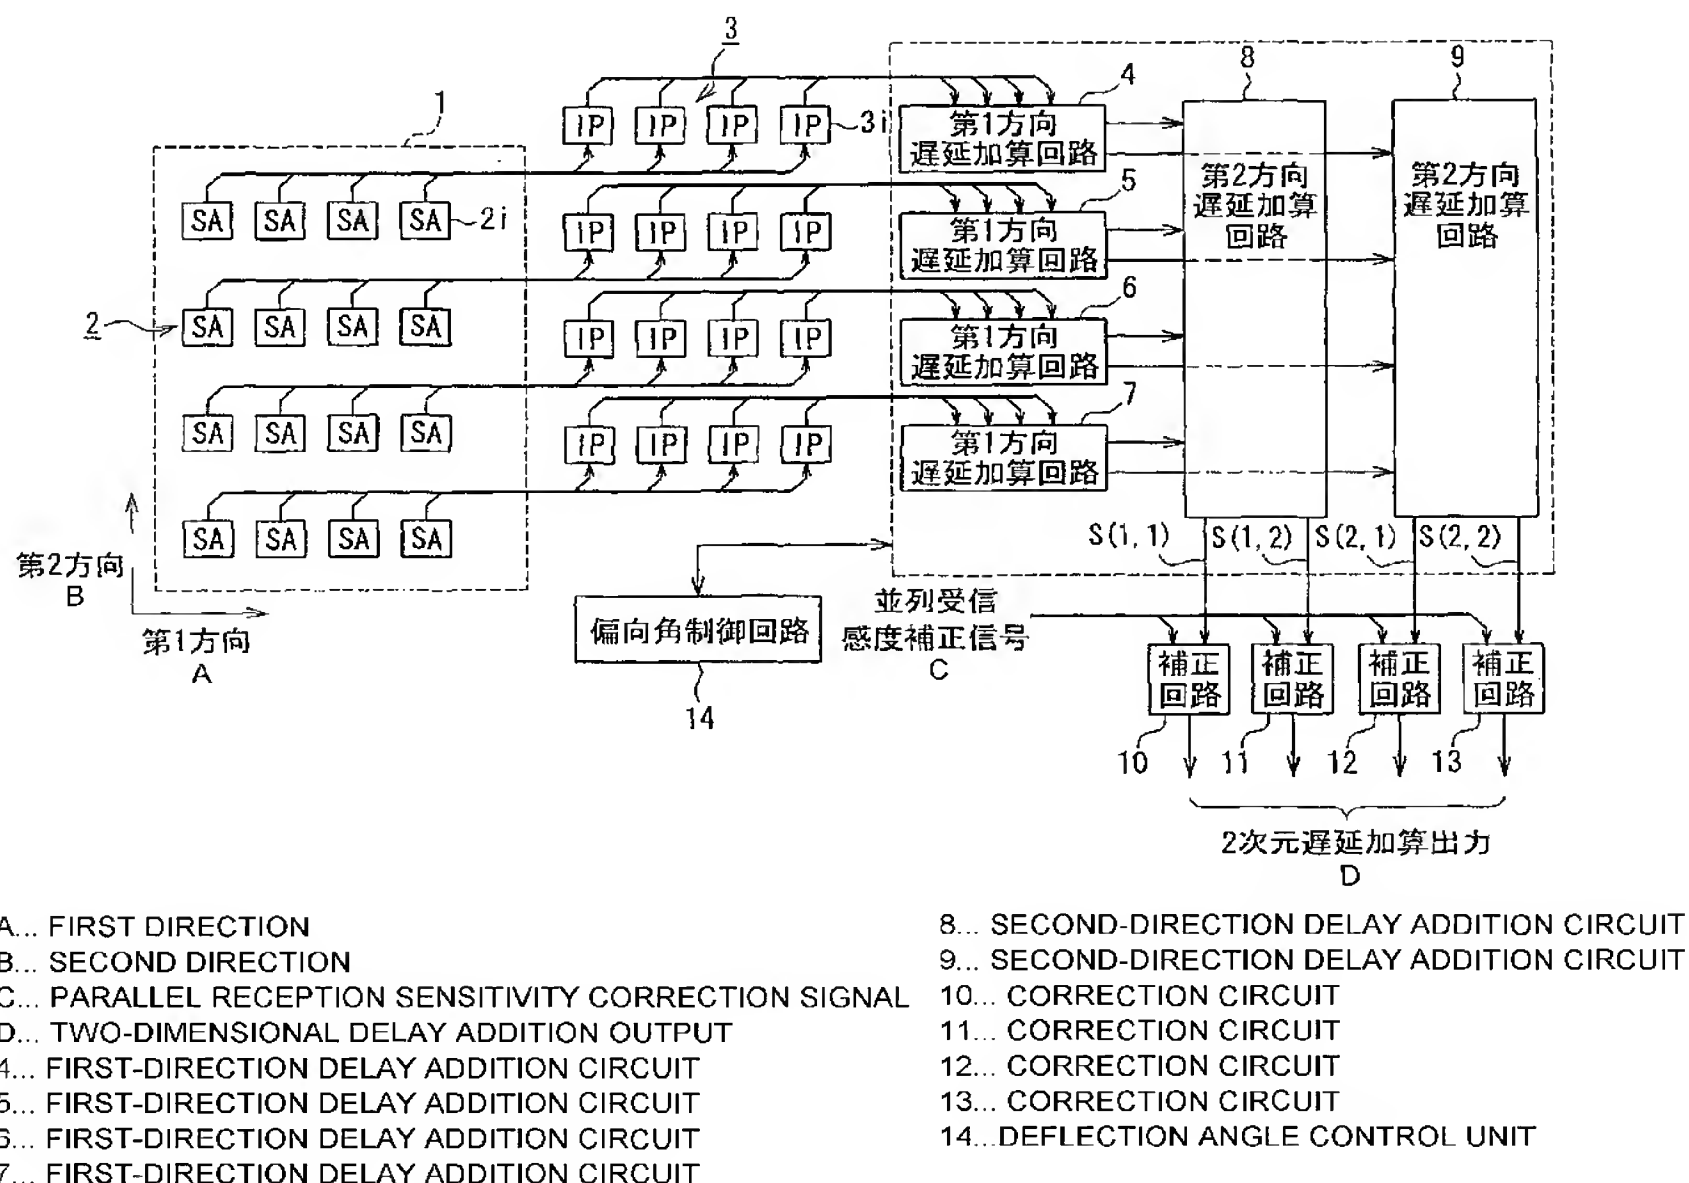 3
8
9
1
4
IP IP IP IP
3i
第1方向
遅延加算回路
第2方向
遅延加算
回路
第2方向
遅延加算
回路
SA SA SA SA
2i
5
IP IP IP IP
第1方向
遅延加算回路
2
SA SA SA SA
6
IP IP IP IP
第1方向
遅延加算回路
SA SA SA SA
7
IP IP IP IP
第1方向
遅延加算回路
SA SA SA SA
S(1,1) S(1,2) S(2,1) S(2,2)
第2方向
B
第1方向
A
偏向角制御回路
14
並列受信
感度補正信号
C
補正
回路
補正
回路
補正
回路
補正
回路
10 11 12 13
2次元遅延加算出力
D
A... FIRST DIRECTION
B... SECOND DIRECTION
C... PARALLEL RECEPTION SENSITIVITY CORRECTION SIGNAL
D... TWO-DIMENSIONAL DELAY ADDITION OUTPUT
4... FIRST-DIRECTION DELAY ADDITION CIRCUIT
5... FIRST-DIRECTION DELAY ADDITION CIRCUIT
6... FIRST-DIRECTION DELAY ADDITION CIRCUIT
7... FIRST-DIRECTION DELAY ADDITION CIRCUIT
8... SECOND-DIRECTION DELAY ADDITION CIRCUIT
9... SECOND-DIRECTION DELAY ADDITION CIRCUIT
10... CORRECTION CIRCUIT
11... CORRECTION CIRCUIT
12... CORRECTION CIRCUIT
13... CORRECTION CIRCUIT
14...DEFLECTION ANGLE CONTROL UNIT